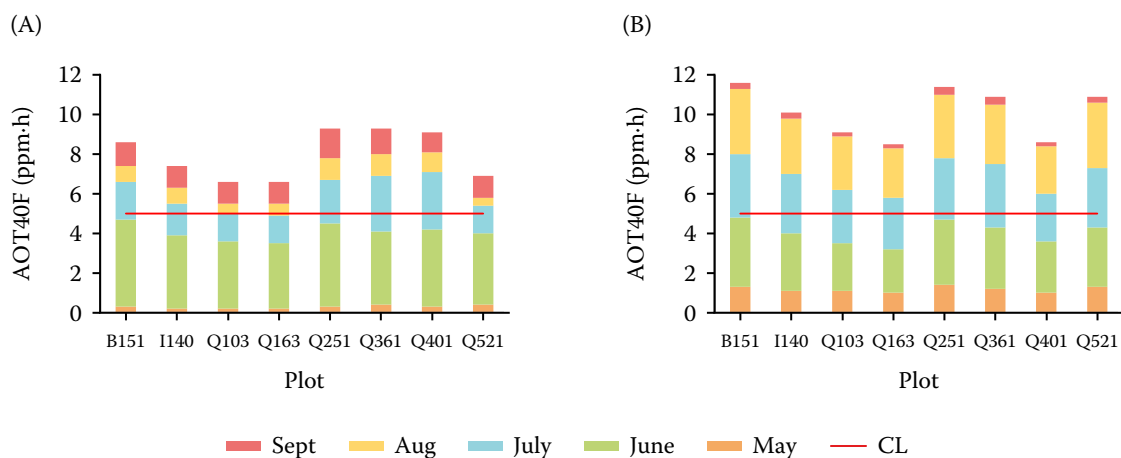 (A)
(B)
AOT40F (ppm·h)
12
10
8
6
4
2
0
B151 I140 Q103 Q163 Q251 Q361 Q401 Q521
Plot
AOT40F (ppm·h)
12
10
8
6
4
2
0
B151 I140 Q103 Q163 Q251 Q361 Q401 Q521
Plot
Sept Aug July June May CL